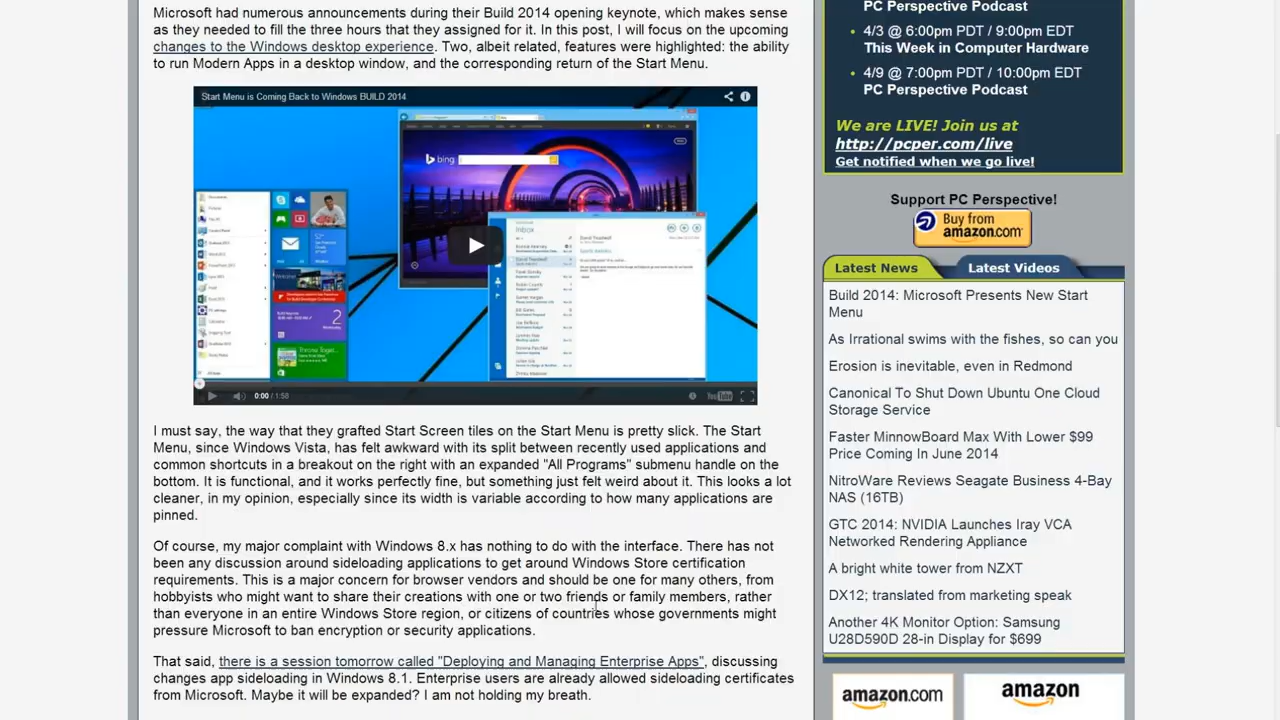 Microsoft had numerous announcements during their Build 2014 opening keynote, which makes sense
as they needed to fill the three hours that they assigned for it. In this post, I will focus on the upcoming
changes to the Windows desktop experience. Two, albeit related, features were highlighted: the ability
to run Modern Apps in a desktop window, and the corresponding return of the Start Menu.
Start Menu is Coming Back to Windows BUILD 2014
bing
Inbox
0:00 / 1:58
YouTube
I must say, the way that they grafted Start Screen tiles on the Start Menu is pretty slick. The Start
Menu, since Windows Vista, has felt awkward with its split between recently used applications and
common shortcuts in a breakout on the right with an expanded "All Programs" submenu handle on the
bottom. It is functional, and it works perfectly fine, but something just felt weird about it. This looks a lot
cleaner, in my opinion, especially since its width is variable according to how many applications are
pinned.
Of course, my major complaint with Windows 8.x has nothing to do with the interface. There has not
been any discussion around sideloading applications to get around Windows Store certification
requirements. This is a major concern for browser vendors and should be one for many others, from
hobbyists who might want to share their creations with one or two friends or family members, rather
than everyone in an entire Windows Store region, or citizens of countries whose governments might
pressure Microsoft to ban encryption or security applications.
That said, there is a session tomorrow called "Deploying and Managing Enterprise Apps", discussing
changes app sideloading in Windows 8.1. Enterprise users are already allowed sideloading certificates
from Microsoft. Maybe it will be expanded? I am not holding my breath.
PC Perspective Podcast
4/3 @ 6:00pm PDT / 9:00pm EDT
This Week in Computer Hardware
4/9 @ 7:00pm PDT / 10:00pm EDT
PC Perspective Podcast
We are LIVE! Join us at
http://pcper.com/live
Get notified when we go live!
Support PC Perspective!
Buy from
amazon.com
Latest News
Latest Videos
Build 2014: Microsoft Presents New Start
Menu
As Irrational swims with the fishes, so can you
Erosion is inevitable, even in Redmond
Canonical To Shut Down Ubuntu One Cloud
Storage Service
Faster MinnowBoard Max With Lower $99
Price Coming In June 2014
NitroWare Reviews Seagate Business 4-Bay
NAS (16TB)
GTC 2014: NVIDIA Launches Iray VCA
Networked Rendering Appliance
A bright white tower from NZXT
DX12; translated from marketing speak
Another 4K Monitor Option: Samsung
U28D590D 28-in Display for $699
amazon.com
amazon